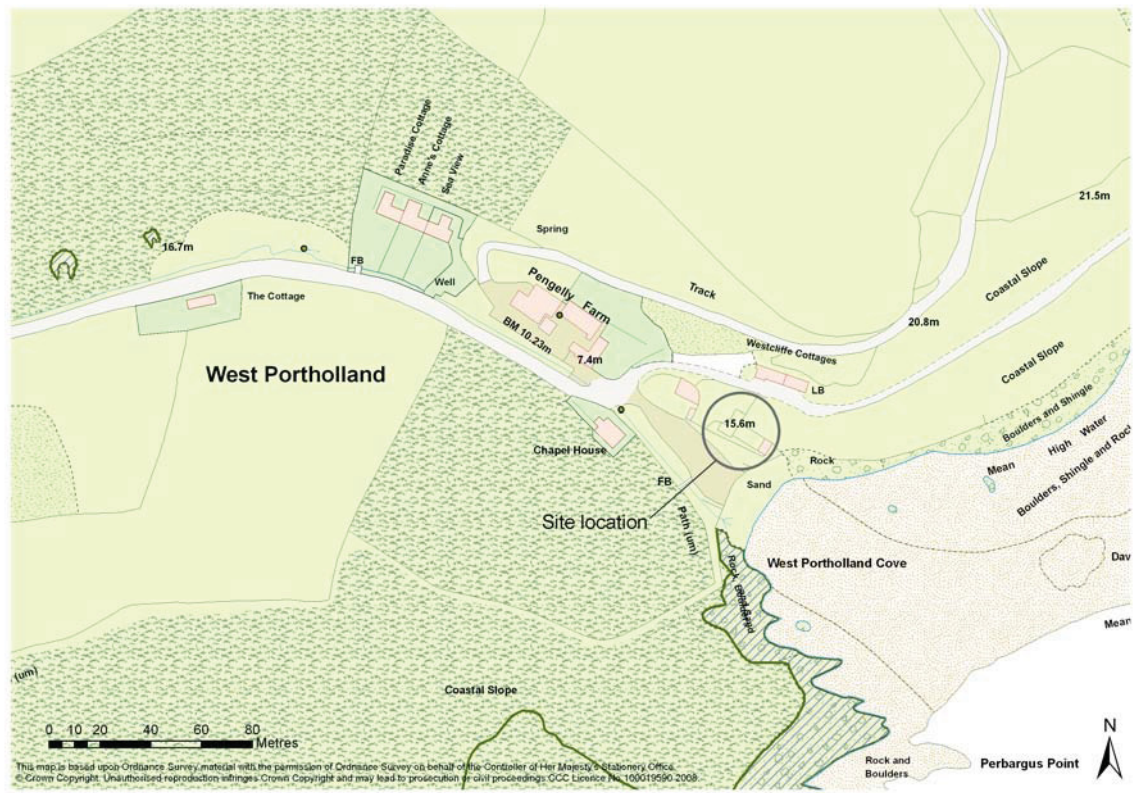 Paradise Cottage
Anne's Cottage
Sea View
21.5m
16.7m
Spring
FB
Well
Pengelly Farm
Track
Coastal Slope
The Cottage
BM 10.23m
20.8m
7.4m
Westcliffe Cottages
West Portholland
LB
Coastal Slope
15.6m
Boulders and Shingle
Chapel House
Rock
Mean High Water
FB
Sand
Boulders, Shingle and Rock
Site location
Path (um)
West Portholland Cove
Dav
Rock
Mean
(um)
Coastal Slope
0 10 20 40 60 80
Metres
N
This map is based upon Ordnance Survey material with the permission of Ordnance Survey on behalf of the Controller of Her Majesty's Stationery Office.
© Crown Copyright. Unauthorised reproduction infringes Crown Copyright and may lead to prosecution or civil proceedings.CCC Licence No 100019590 2008.
Rock and
Boulders
Perbargus Point